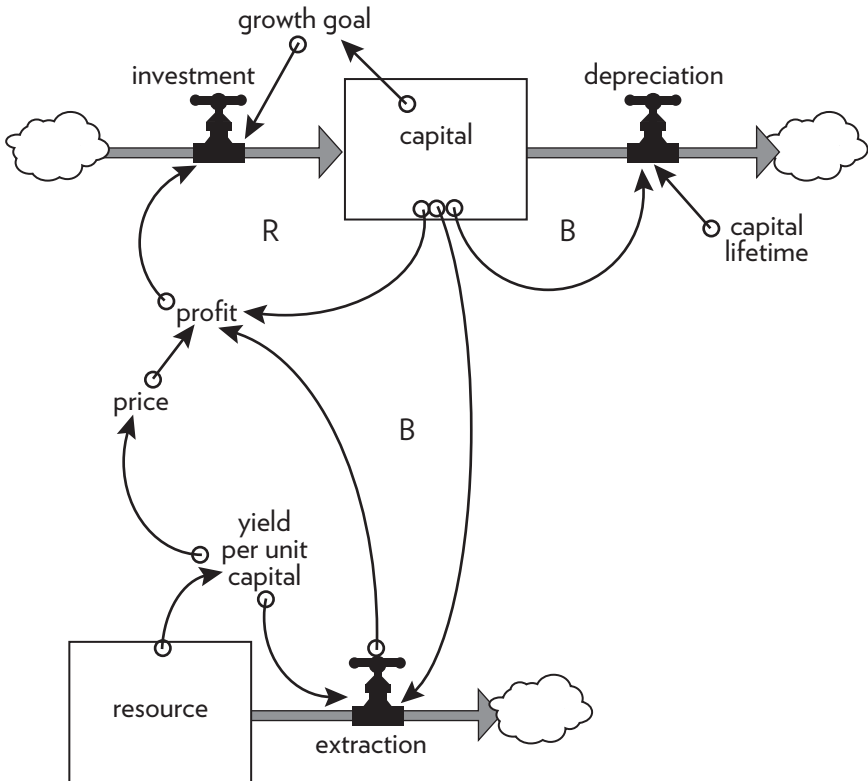 growth goal
investment
depreciation
capital
R
B
capital
lifetime
profit
price
B
yield
per unit
capital
resource
extraction